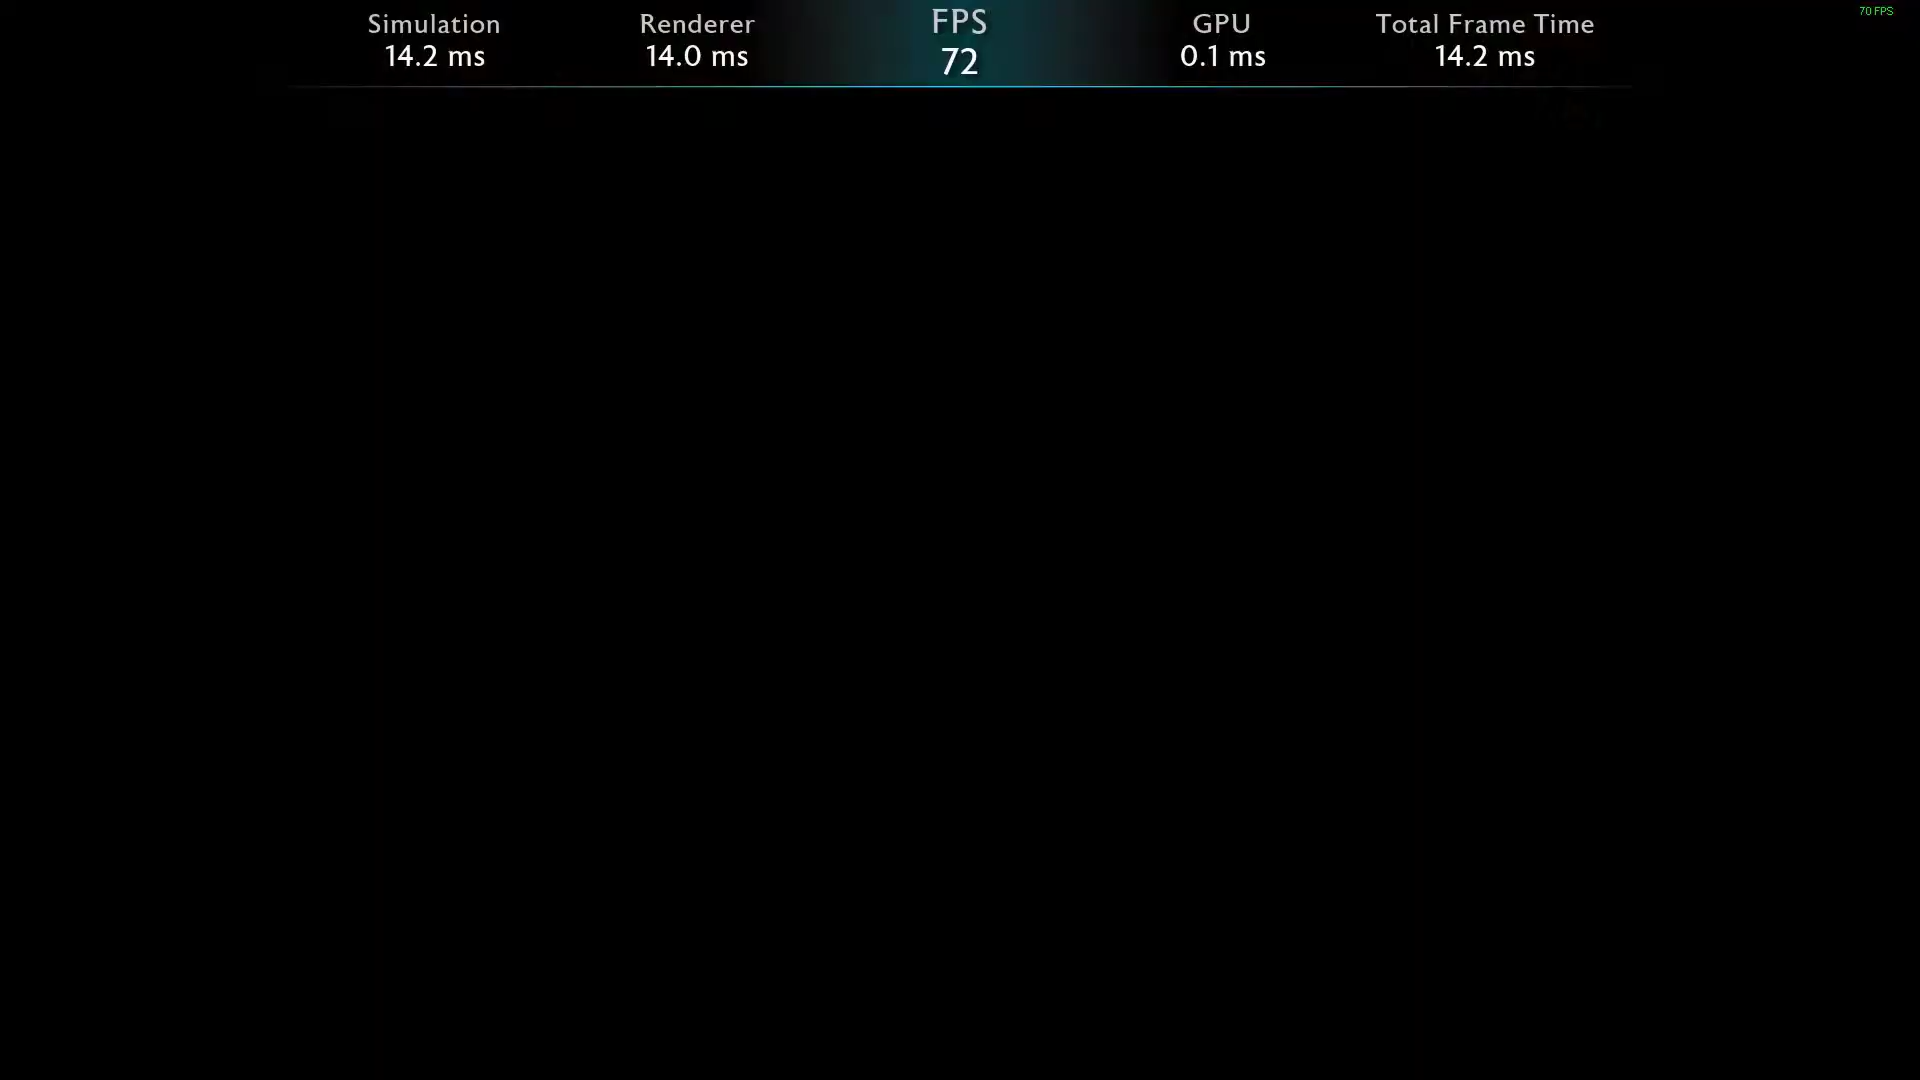 Simulation Renderer FPS GPU Total Frame Time 70 FPS
14.2 ms 14.0 ms 72 0.1 ms 14.2 ms